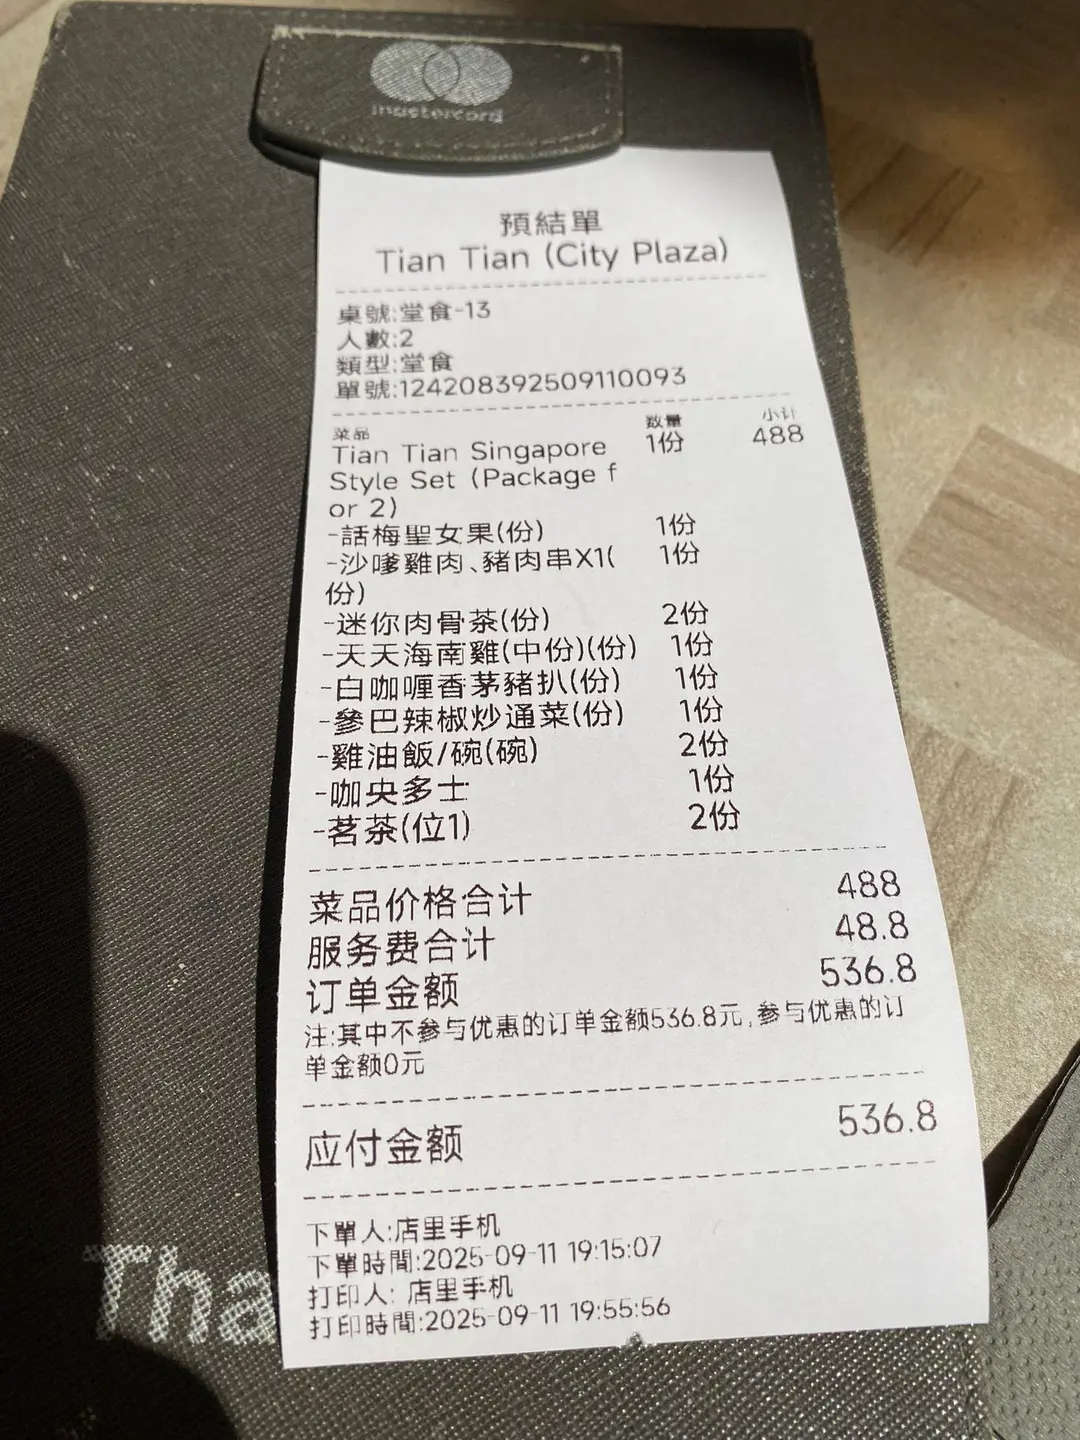 mastercard
預結單
Tian Tian (City Plaza)
桌號:堂食-13
人數:2
類型:堂食
單號:124208392509110093
菜品 数量 小计
Tian Tian Singapore 1份 488
Style Set (Package f
or 2)
-話梅聖女果(份) 1份
-沙嗲雞肉、豬肉串X1( 1份
份)
-迷你肉骨茶(份) 2份
-天天海南雞(中份)(份) 1份
-白咖喱香茅豬扒(份) 1份
-參巴辣椒炒通菜(份) 1份
-雞油飯/碗(碗) 2份
-咖央多士 1份
-茗茶(位1) 2份
菜品价格合计 488
服务费合计 48.8
订单金额 536.8
注:其中不参与优惠的订单金额536.8元,参与优惠的订
单金额0元
应付金额 536.8
下單人:店里手机
下單時間:2025-09-11 19:15:07
打印人: 店里手机
打印時間:2025-09-11 19:55:56
Tha